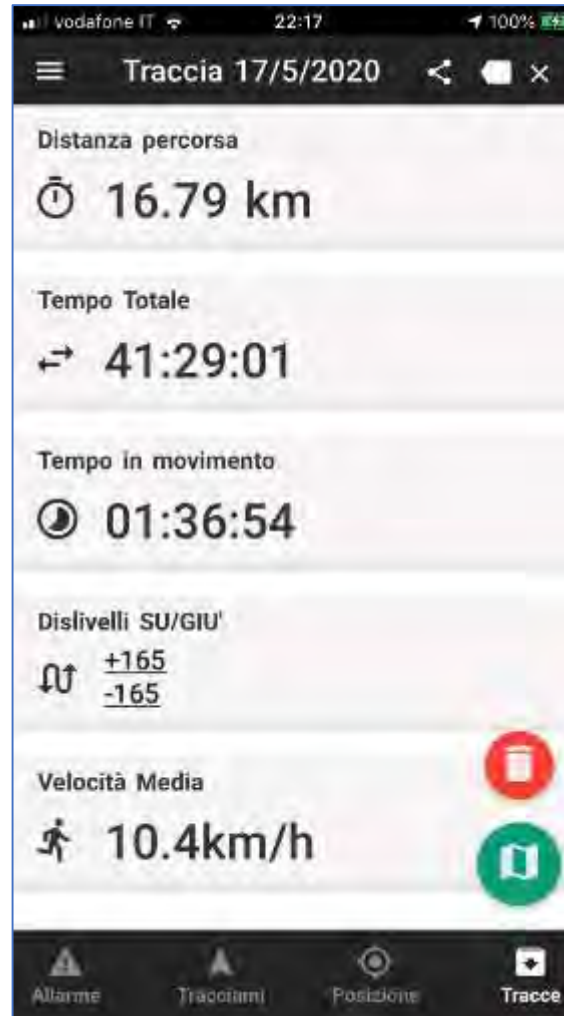 vodafone IT 22:17 100%
Traccia 17/5/2020
Distanza percorsa
16.79 km
Tempo Totale
41:29:01
Tempo in movimento
01:36:54
Dislivelli SU/GIU'
+165
-165
Velocità Media
10.4km/h
Allarme Tracciami Posizione Tracce